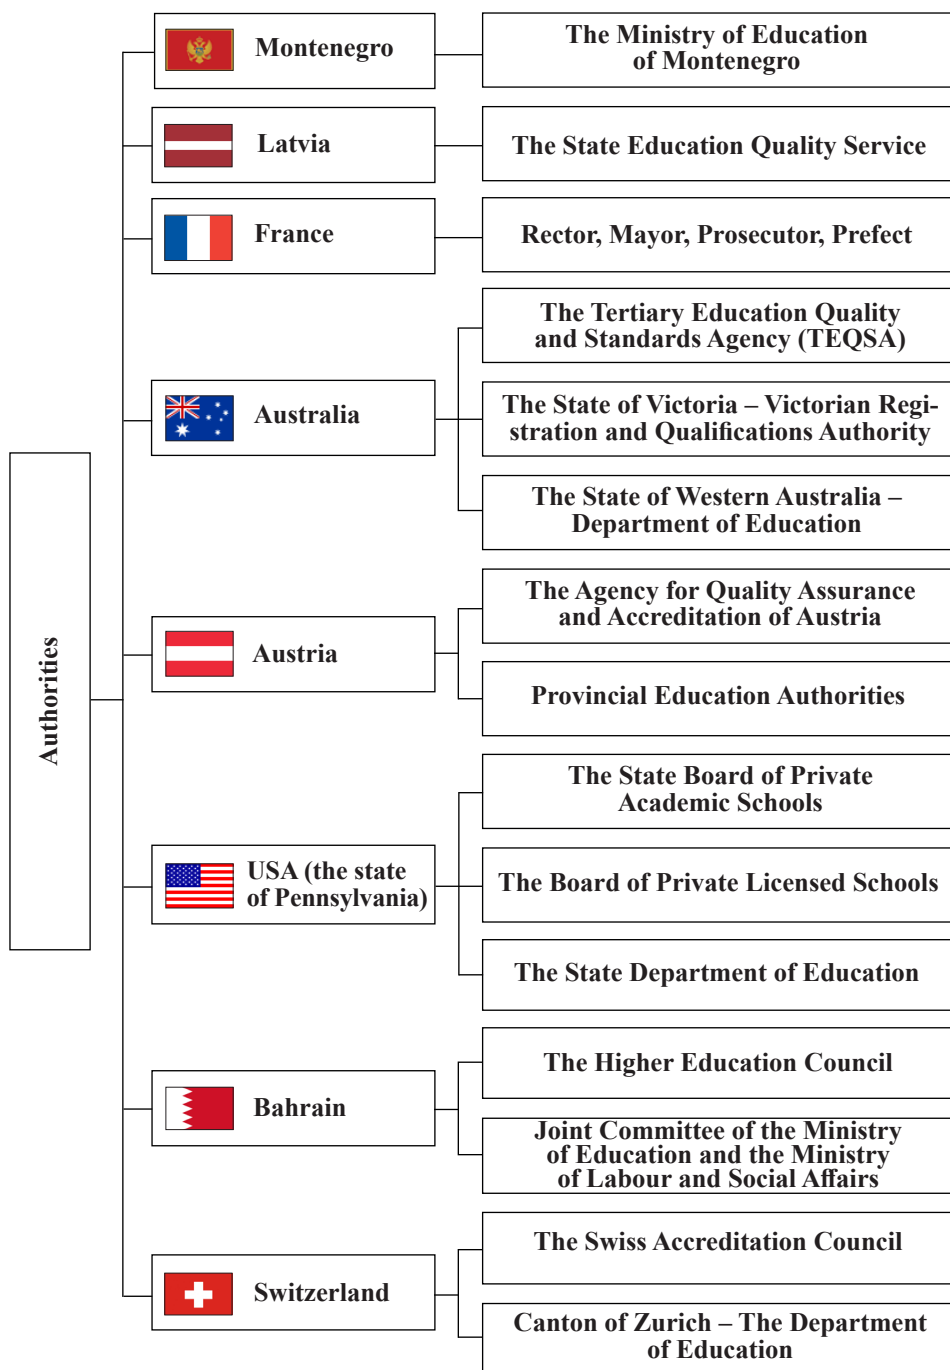 Authorities
Montenegro
The Ministry of Education
of Montenegro
Latvia
The State Education Quality Service
France
Rector, Mayor, Prosecutor, Prefect
Australia
The Tertiary Education Quality
and Standards Agency (TEQSA)
The State of Victoria – Victorian Regi-
stration and Qualifications Authority
The State of Western Australia –
Department of Education
Austria
The Agency for Quality Assurance
and Accreditation of Austria
Provincial Education Authorities
USA (the state
of Pennsylvania)
The State Board of Private
Academic Schools
The Board of Private Licensed Schools
The State Department of Education
Bahrain
The Higher Education Council
Joint Committee of the Ministry
of Education and the Ministry
of Labour and Social Affairs
Switzerland
The Swiss Accreditation Council
Canton of Zurich – The Department
of Education